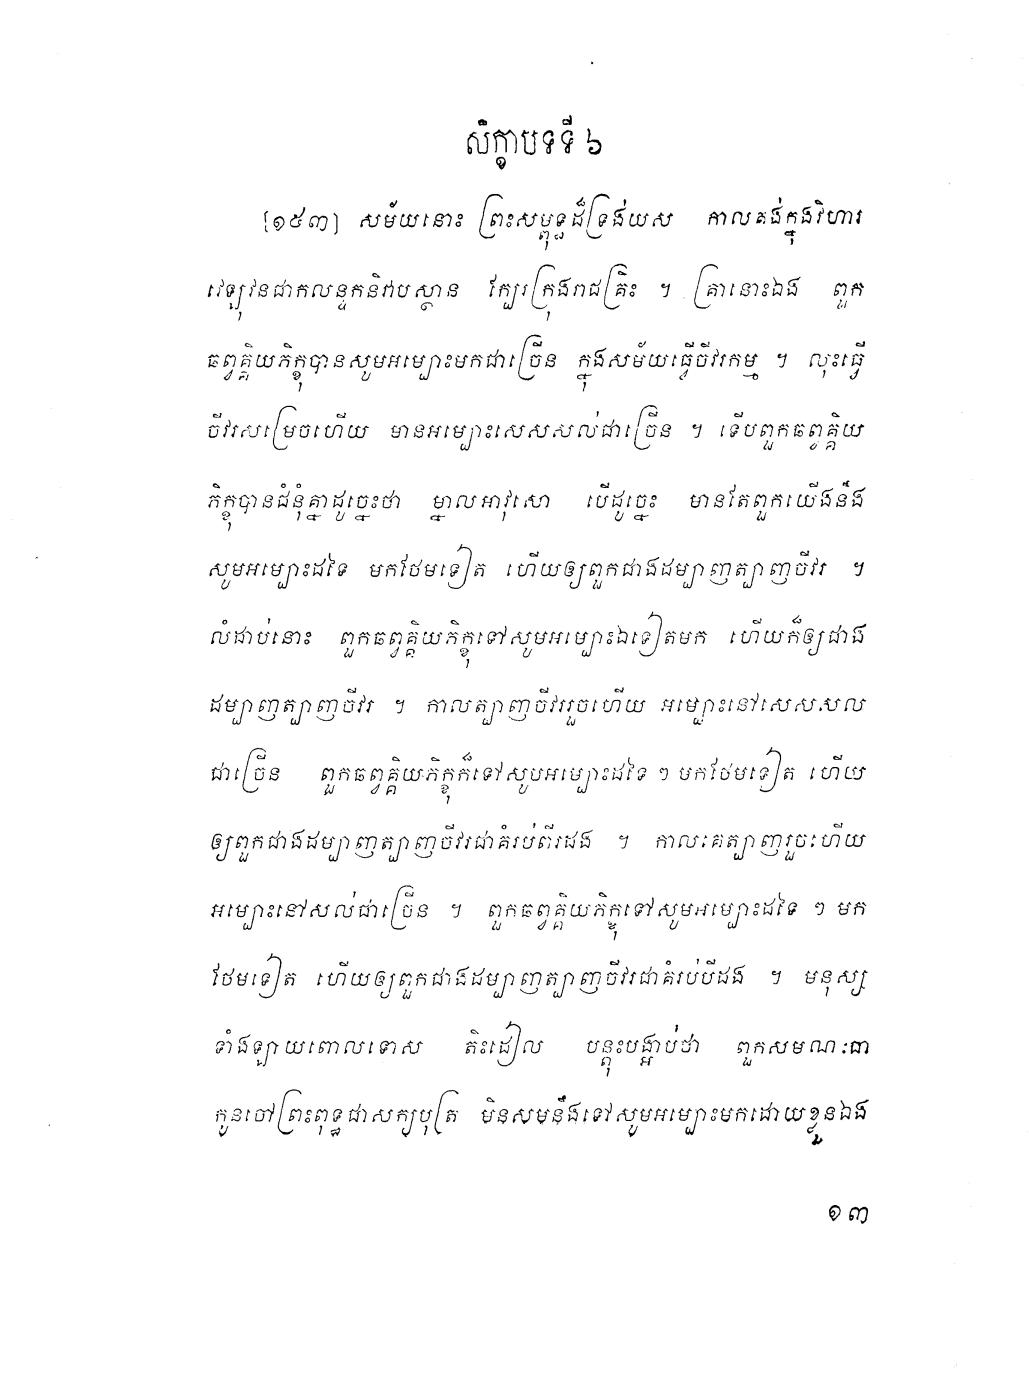 សិក្ខាបទទី ៦
[១៥៣] សម័យនោះ ព្រះសម្ពុទ្ធដ៏ទ្រង់យស កាលគង់ក្នុងវិហារ
វេឡុវនជាកលន្ទកនិវាបស្ថាន ក្បែរក្រុងរាជគ្រឹះ ។ គ្រានោះឯង ពួក
ឆព្វគ្គិយភិក្ខុបានសូមអម្បោះមកជាច្រើន ក្នុងសម័យធ្វើចីវរកម្ម ។ លុះធ្វើ
ចីវរសម្រេចហើយ មានអម្បោះសេសសល់ជាច្រើន ។ ទើបពួកឆព្វគ្គិយ
ភិក្ខុបានជំនុំគ្នាដូច្នេះថា ម្នាលអាវុសោ បើដូច្នេះ មានតែពួកយើងនឹង
សូមអម្បោះដទៃ មកថែមទៀត ហើយឲ្យពួកជាងដម្បាញត្បាញចីវរ ។
លំដាប់នោះ ពួកឆព្វគ្គិយភិក្ខុទៅសូមអម្បោះឯទៀតមក ហើយក៏ឲ្យជាង
ដម្បាញត្បាញចីវរ ។ កាលត្បាញចីវររួចហើយ អម្បោះនៅសេសសល
ជាច្រើន ពួកឆព្វគ្គិយភិក្ខុក៏ទៅសូមអម្បោះដទៃ ៗ មកថែមទៀត ហើយ
ឲ្យពួកជាងដម្បាញត្បាញចីវរជាគំរប់ពីរដង ។ កាលគេត្បាញរួចហើយ
អម្បោះនៅសល់ជាច្រើន ។ ពួកឆព្វគ្គិយភិក្ខុទៅសូមអម្បោះដទៃ ៗ មក
ថែមទៀត ហើយឲ្យពួកជាងដម្បាញត្បាញចីវរជាគំរប់បីដង ។ មនុស្ស
ទាំងឡាយពោលទោស តិះដៀល បន្តុះបង្អាប់ថា ពួកសមណៈជា
កូនចៅព្រះពុទ្ធជាសក្យបុត្រ មិនសមនឹងទៅសូមអម្បោះមកដោយខ្លួនឯង
១៣